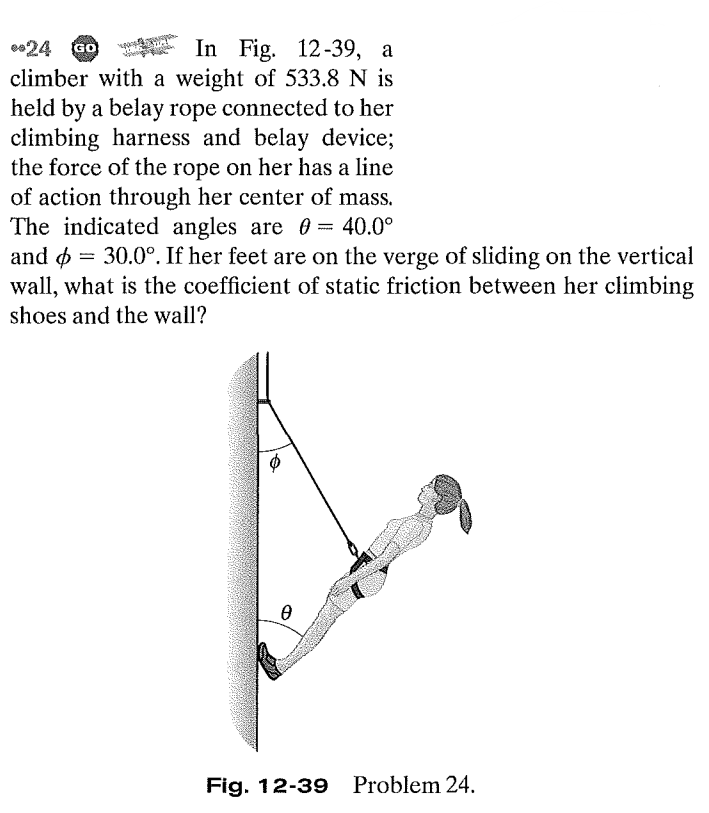 ••24 GO In Fig. 12-39, a
climber with a weight of 533.8 N is
held by a belay rope connected to her
climbing harness and belay device;
the force of the rope on her has a line
of action through her center of mass.
The indicated angles are θ = 40.0°
and ϕ = 30.0°. If her feet are on the verge of sliding on the vertical
wall, what is the coefficient of static friction between her climbing
shoes and the wall?
ϕ
θ
Fig. 12-39 Problem 24.